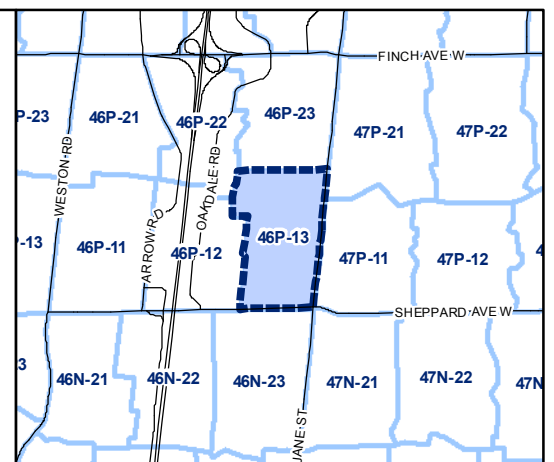 FINCH AVE W
P-23
46P-21
46P-22
46P-23
47P-21
47P-22
WESTON RD
OAKDALE RD
ARROW RD
-13
46P-11
46P-12
46P-13
47P-11
47P-12
4
SHEPPARD AVE W
3
46N-21
46N-22
46N-23
47N-21
47N-22
47N
JANE ST